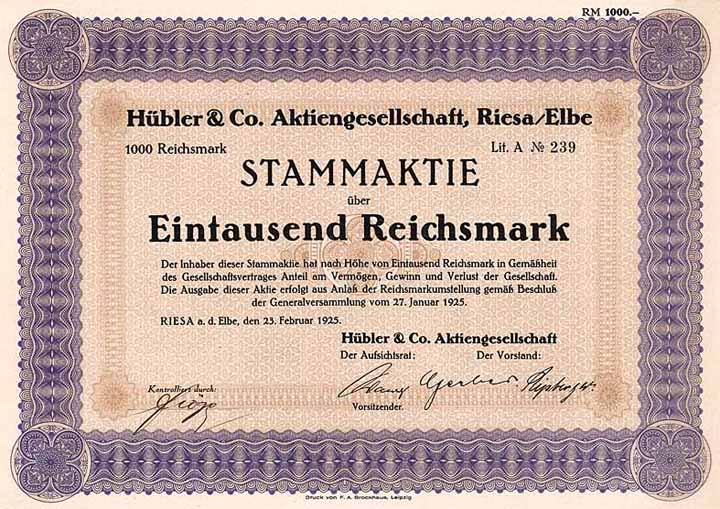 RM 1000.–
Hübler & Co. Aktiengesellschaft, Riesa/Elbe
1000 Reichsmark Lit. A № 239
STAMMAKTIE
über
Eintausend Reichsmark
Der Inhaber dieser Stammaktie hat nach Höhe von Eintausend Reichsmark in Gemäßheit
des Gesellschaftsvertrages Anteil am Vermögen, Gewinn und Verlust der Gesellschaft.
Die Ausgabe dieser Aktie erfolgt aus Anlaß der Reichsmarkumstellung gemäß Beschluß
der Generalversammlung vom 27. Januar 1925.
RIESA a. d. Elbe, den 23. Februar 1925.
Hübler & Co. Aktiengesellschaft
Der Aufsichtsrat: Der Vorstand:
Kontrolliert durch:
Vorsitzender.
Druck von F. A. Brockhaus, Leipzig